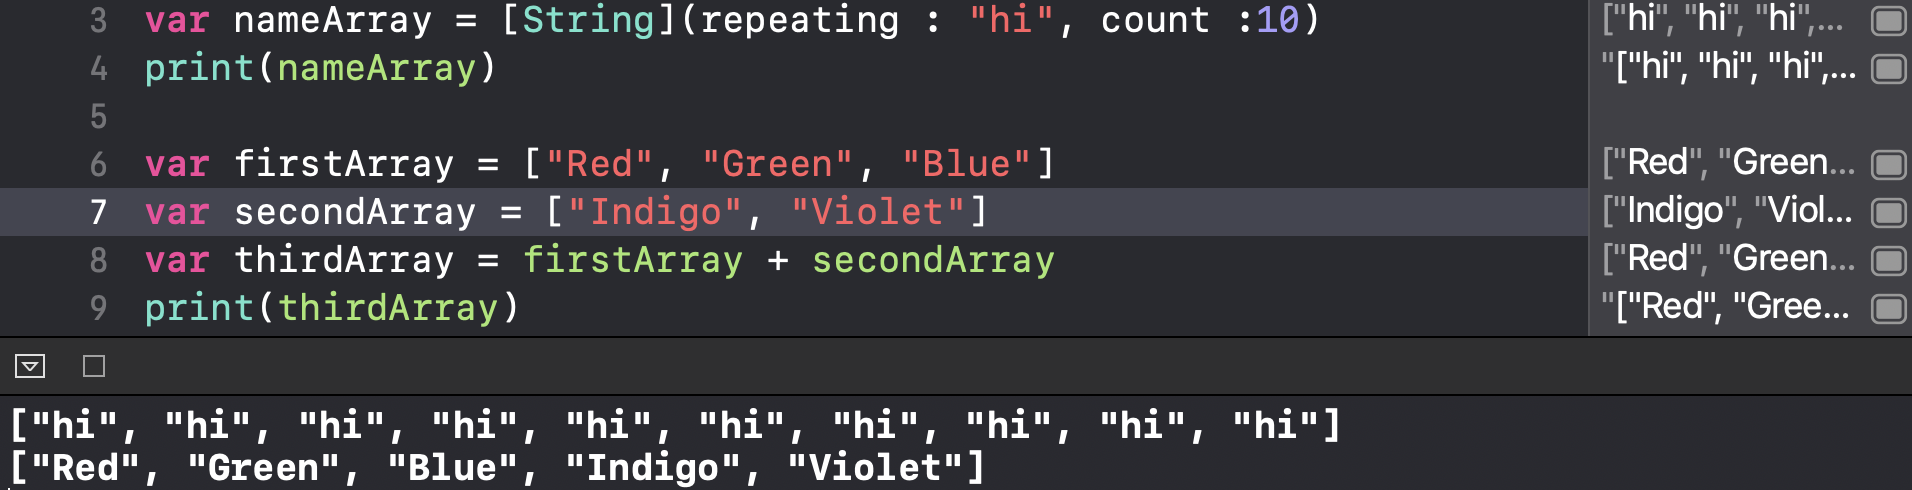 3 var nameArray = [String](repeating : "hi", count :10) ["hi", "hi", "hi",...
4 print(nameArray) "["hi", "hi", "hi",...
5
6 var firstArray = ["Red", "Green", "Blue"] ["Red", "Green...
7 var secondArray = ["Indigo", "Violet"] ["Indigo", "Viol...
8 var thirdArray = firstArray + secondArray ["Red", "Green...
9 print(thirdArray) "["Red", "Gree...
["hi", "hi", "hi", "hi", "hi", "hi", "hi", "hi", "hi", "hi"]
["Red", "Green", "Blue", "Indigo", "Violet"]